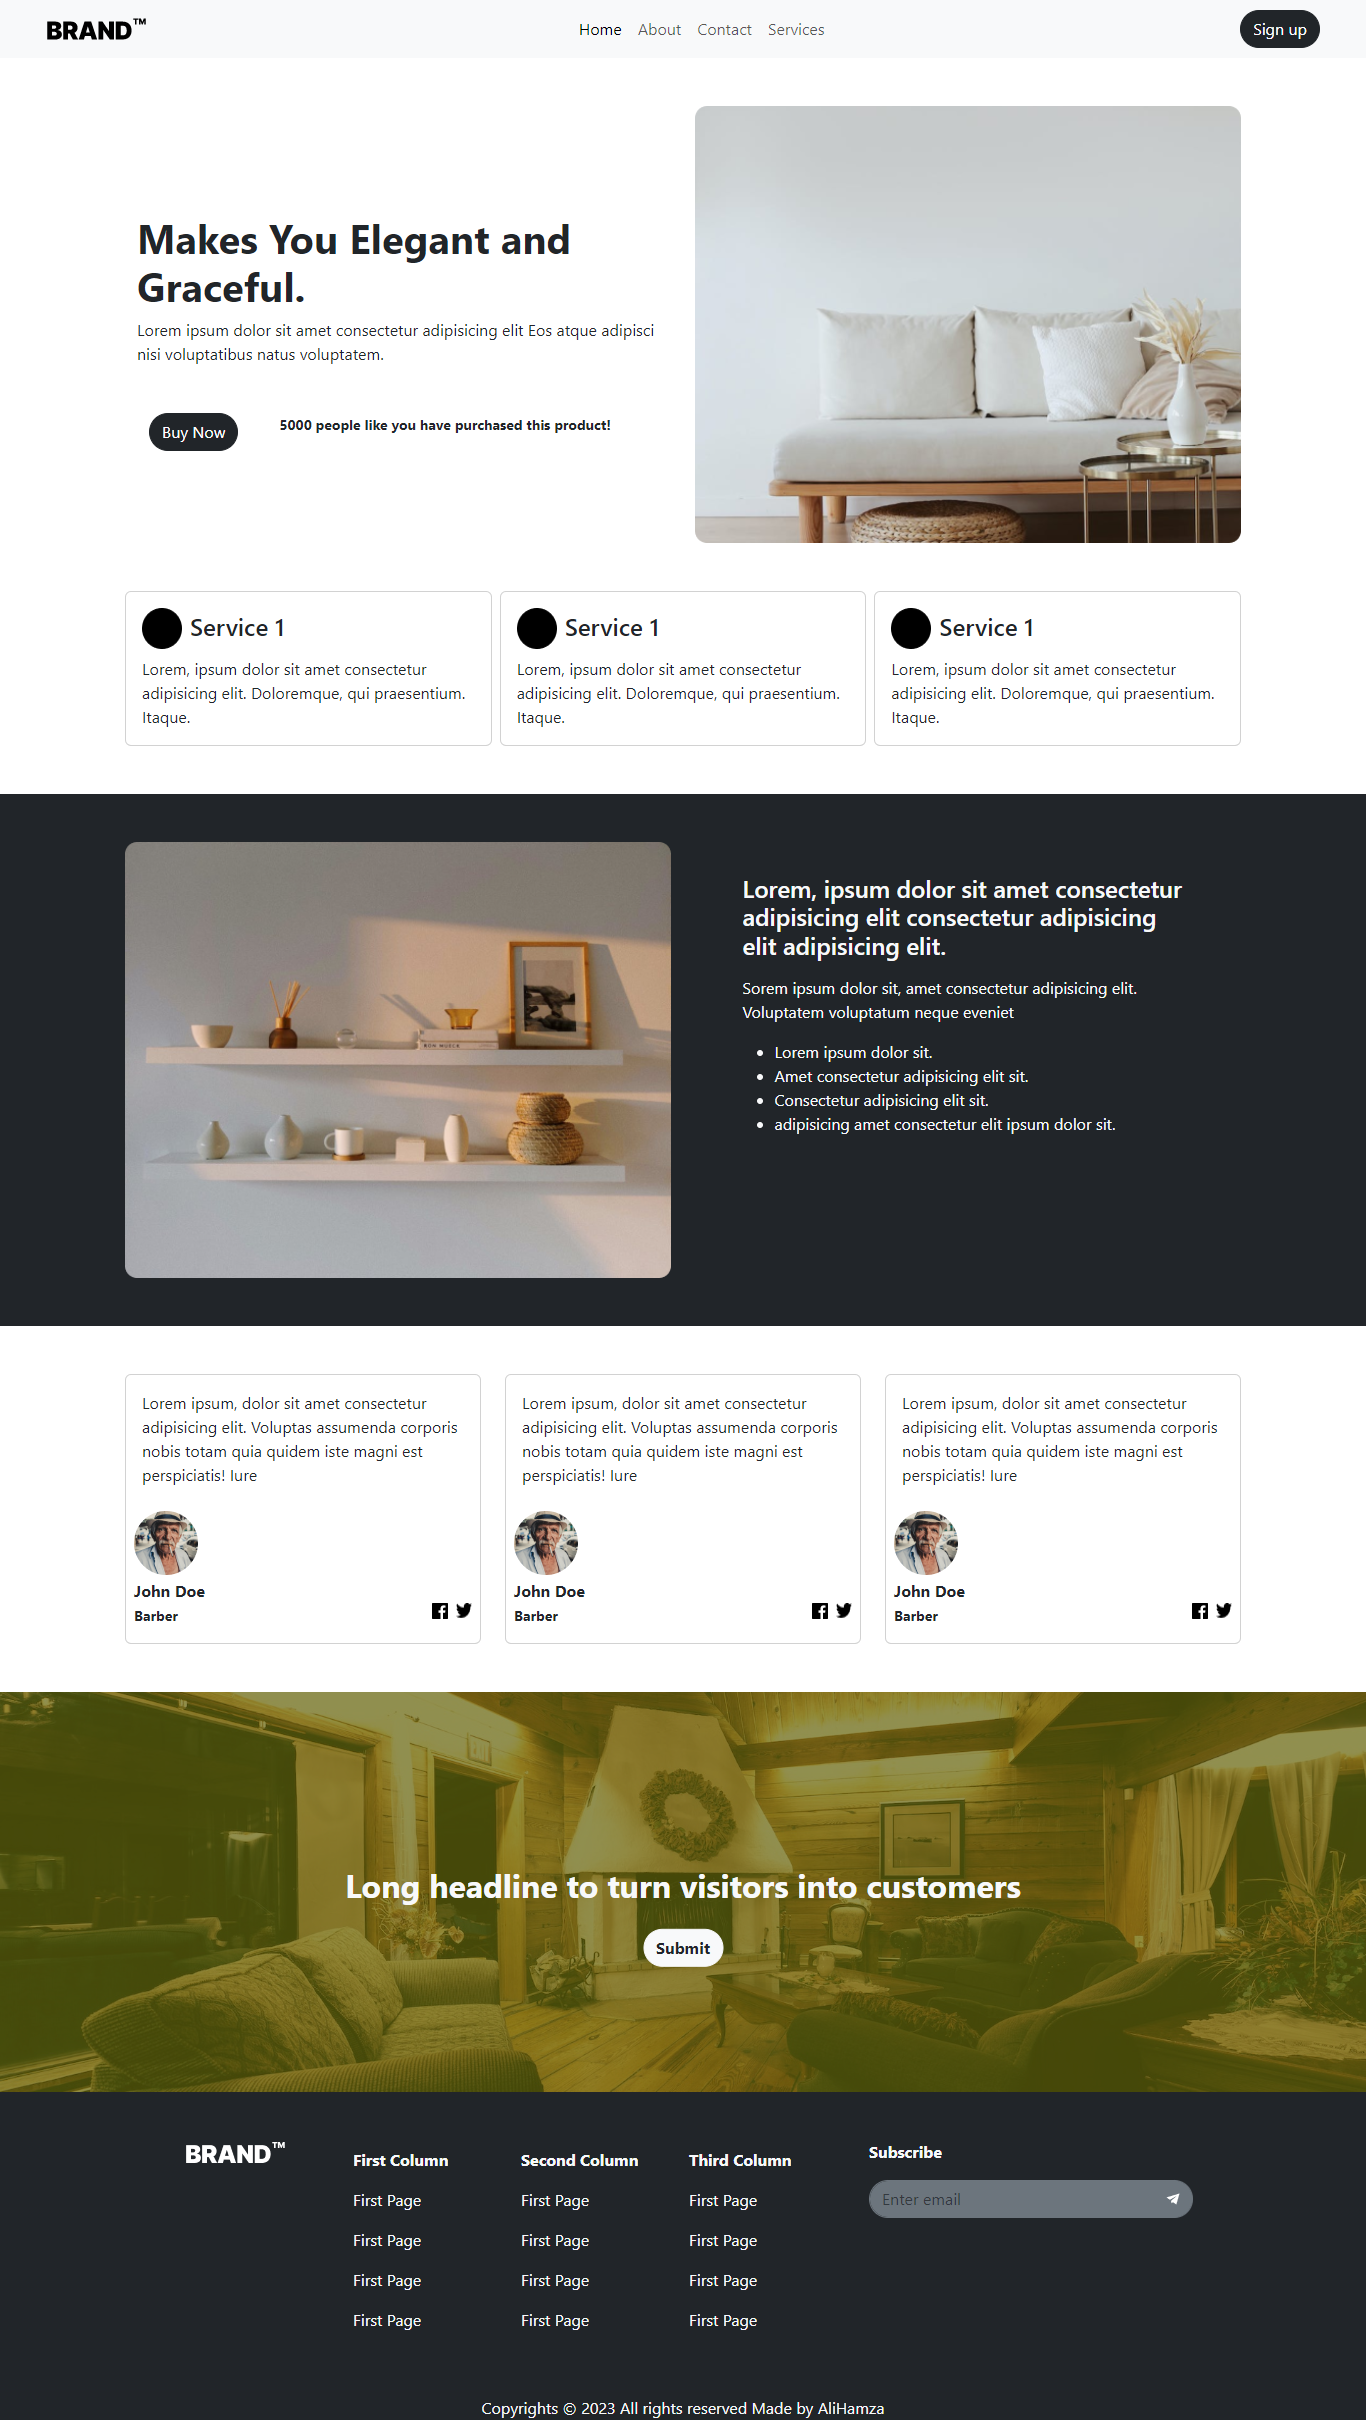 BRAND™
Home About Contact Services
Sign up
Makes You Elegant and
Graceful.
Lorem ipsum dolor sit amet consectetur adipisicing elit Eos atque adipisci
nisi voluptatibus natus voluptatem.
Buy Now
5000 people like you have purchased this product!
Service 1
Lorem, ipsum dolor sit amet consectetur
adipisicing elit. Doloremque, qui praesentium.
Itaque.
Service 1
Lorem, ipsum dolor sit amet consectetur
adipisicing elit. Doloremque, qui praesentium.
Itaque.
Service 1
Lorem, ipsum dolor sit amet consectetur
adipisicing elit. Doloremque, qui praesentium.
Itaque.
Lorem, ipsum dolor sit amet consectetur
adipisicing elit consectetur adipisicing
elit adipisicing elit.
Sorem ipsum dolor sit, amet consectetur adipisicing elit.
Voluptatem voluptatum neque eveniet
• Lorem ipsum dolor sit.
• Amet consectetur adipisicing elit sit.
• Consectetur adipisicing elit sit.
• adipisicing amet consectetur elit ipsum dolor sit.
Lorem ipsum, dolor sit amet consectetur
adipisicing elit. Voluptas assumenda corporis
nobis totam quia quidem iste magni est
perspiciatis! Iure
John Doe
Barber
Lorem ipsum, dolor sit amet consectetur
adipisicing elit. Voluptas assumenda corporis
nobis totam quia quidem iste magni est
perspiciatis! Iure
John Doe
Barber
Lorem ipsum, dolor sit amet consectetur
adipisicing elit. Voluptas assumenda corporis
nobis totam quia quidem iste magni est
perspiciatis! Iure
John Doe
Barber
Long headline to turn visitors into customers
Submit
BRAND™
First Column
First Page
First Page
First Page
First Page
Second Column
First Page
First Page
First Page
First Page
Third Column
First Page
First Page
First Page
First Page
Subscribe
Enter email
Copyrights © 2023 All rights reserved Made by AliHamza